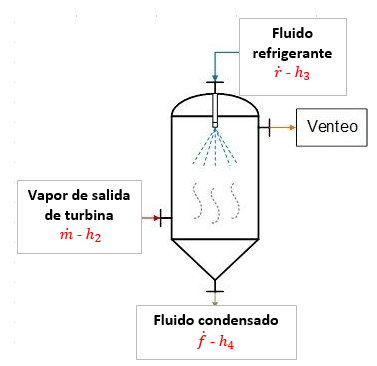 Fluido
refrigerante
ṙ - h₃
Venteo
Vapor de salida
de turbina
ṁ - h₂
Fluido condensado
ḟ - h₄